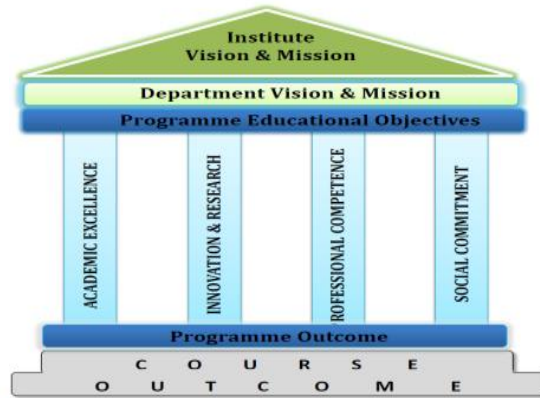 Institute
Vision & Mission
Department Vision & Mission
Programme Educational Objectives
ACADEMIC EXCELLENCE
INNOVATION & RESEARCH
PROFESSIONAL COMPETENCE
SOCIAL COMMITMENT
Programme Outcome
C O U R S E
O U T C O M E